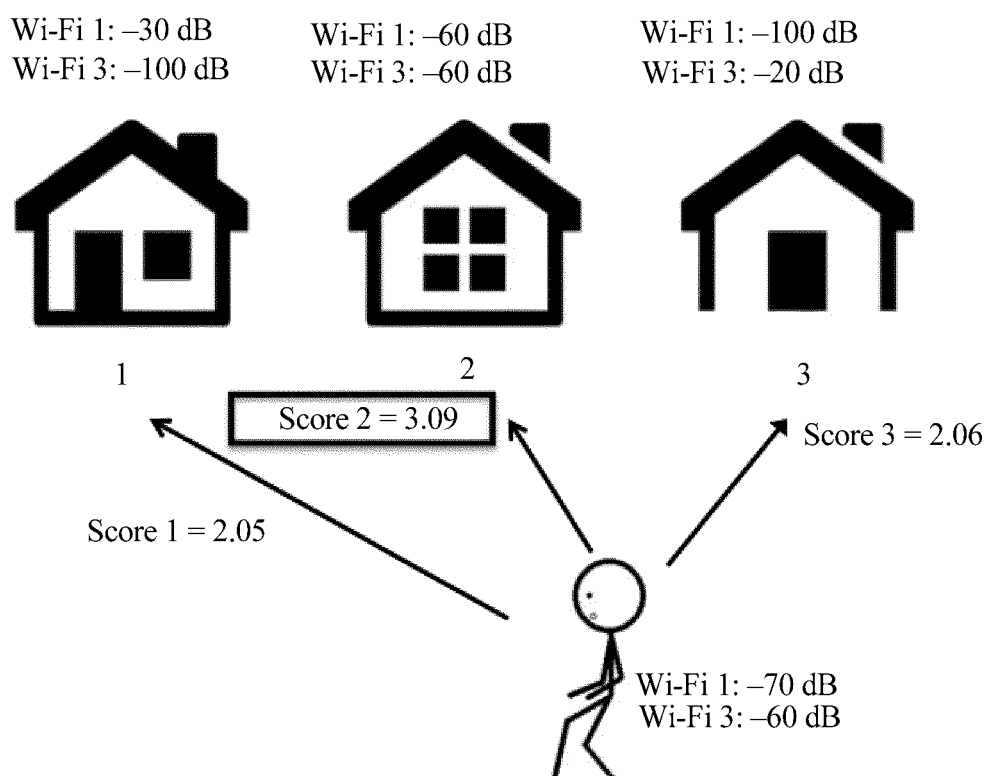 Wi-Fi 1: –30 dB
Wi-Fi 3: –100 dB
Wi-Fi 1: –60 dB
Wi-Fi 3: –60 dB
Wi-Fi 1: –100 dB
Wi-Fi 3: –20 dB
1
2
3
Score 2 = 3.09
Score 3 = 2.06
Score 1 = 2.05
Wi-Fi 1: –70 dB
Wi-Fi 3: –60 dB